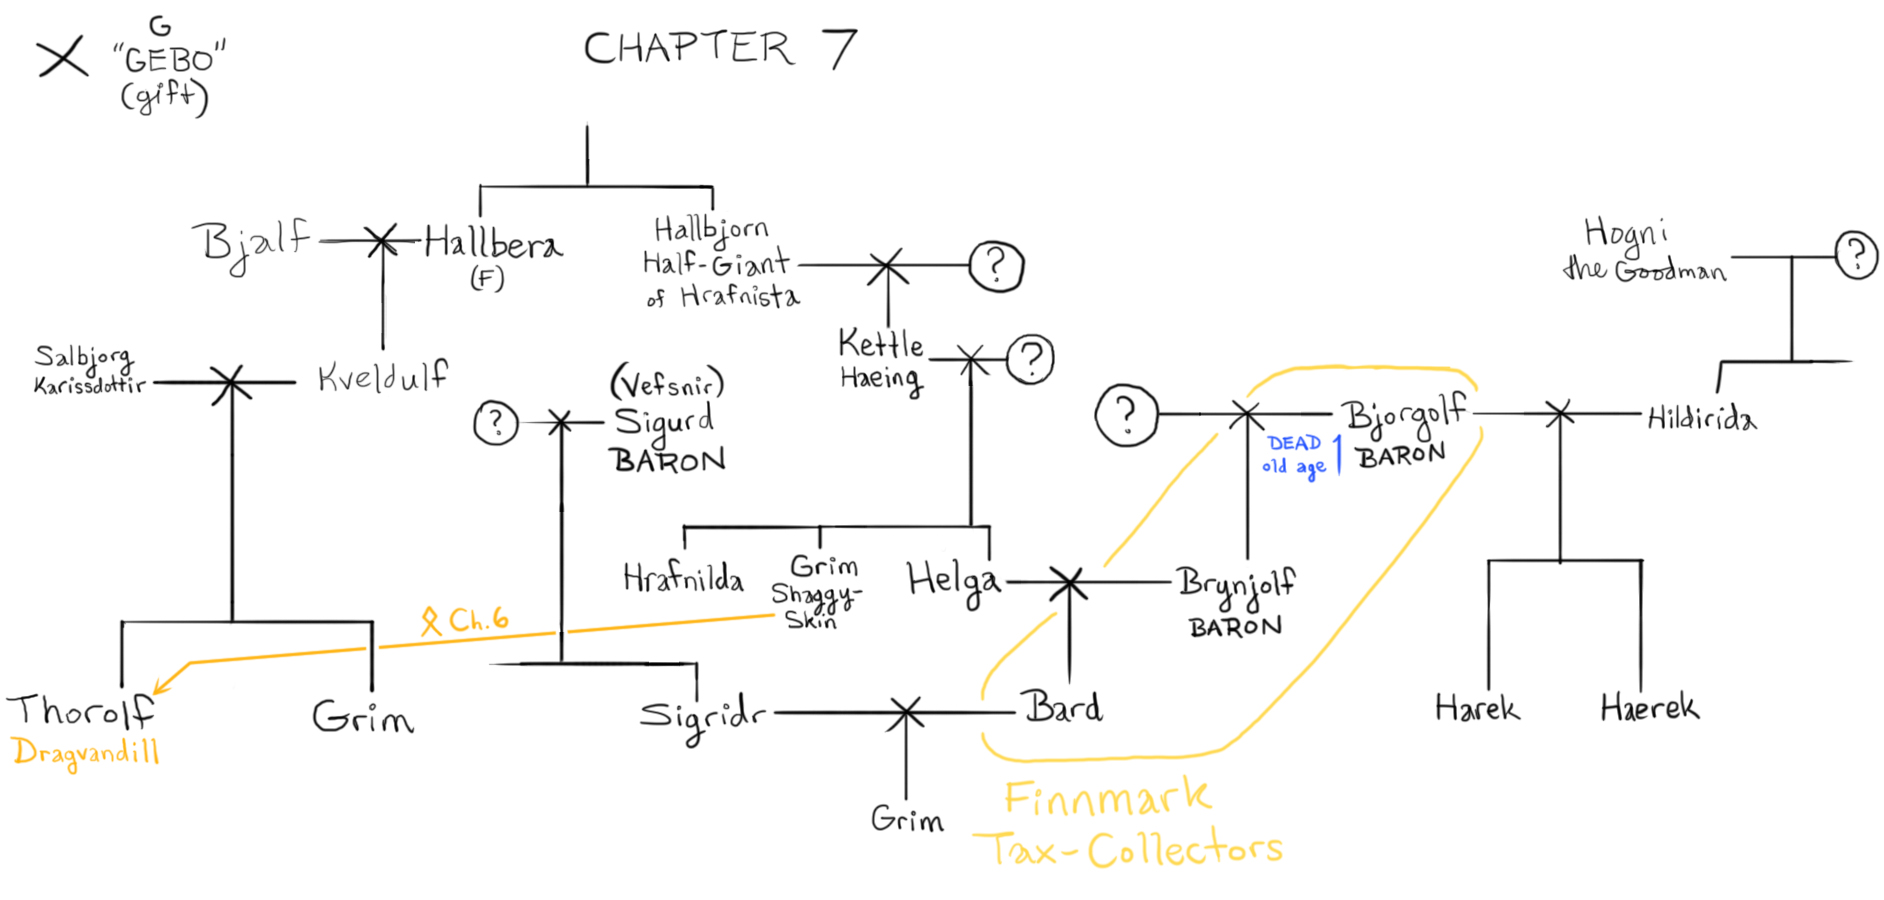 G
"GEBO"
(gift)
CHAPTER 7
Bjalf
Hallbera
(F)
Hallbjorn
Half-Giant
of Hrafnista
?
Hogni
the Goodman
?
Salbjorg
Karissdottir
Kveldulf
Kettle
Haeing
?
?
(Vefsnir)
Sigurd
BARON
?
Bjorgolf
BARON
DEAD
old age
Hildirida
Hrafnilda
Grim
Shaggy-
Skin
Helga
Brynjolf
BARON
ᛟ Ch.6
Thorolf
Dragvandill
Grim
Sigridr
Bard
Harek
Haerek
Grim
Finnmark
Tax-Collectors